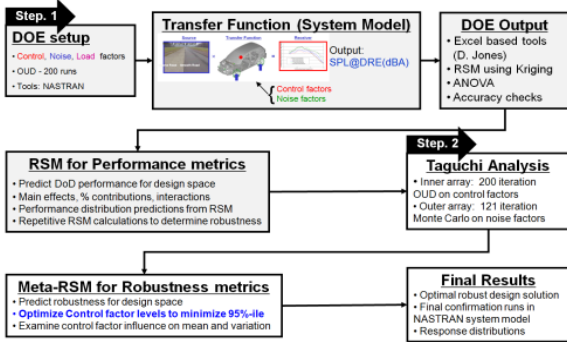 Step. 1
DOE setup
• Control, Noise, Load factors
• OUD - 200 runs
• Tools: NASTRAN
Transfer Function (System Model)
Source
Transfer Function
Receiver
Output:
SPL@DRE(dBA)
Control factors
Noise factors
DOE Output
• Excel based tools
(D. Jones)
• RSM using Kriging
• ANOVA
• Accuracy checks
RSM for Performance metrics
• Predict DoD performance for design space
• Main effects, % contributions, interactions
• Performance distribution predictions from RSM
• Repetitive RSM calculations to determine robustness
Step. 2
Taguchi Analysis
• Inner array: 200 iteration
OUD on control factors
• Outer array: 121 iteration
Monte Carlo on noise factors
Meta-RSM for Robustness metrics
• Predict robustness for design space
• Optimize Control factor levels to minimize 95%-ile
• Examine control factor influence on mean and variation
Final Results
• Optimal robust design solution
• Final confirmation runs in
NASTRAN system model
• Response distributions